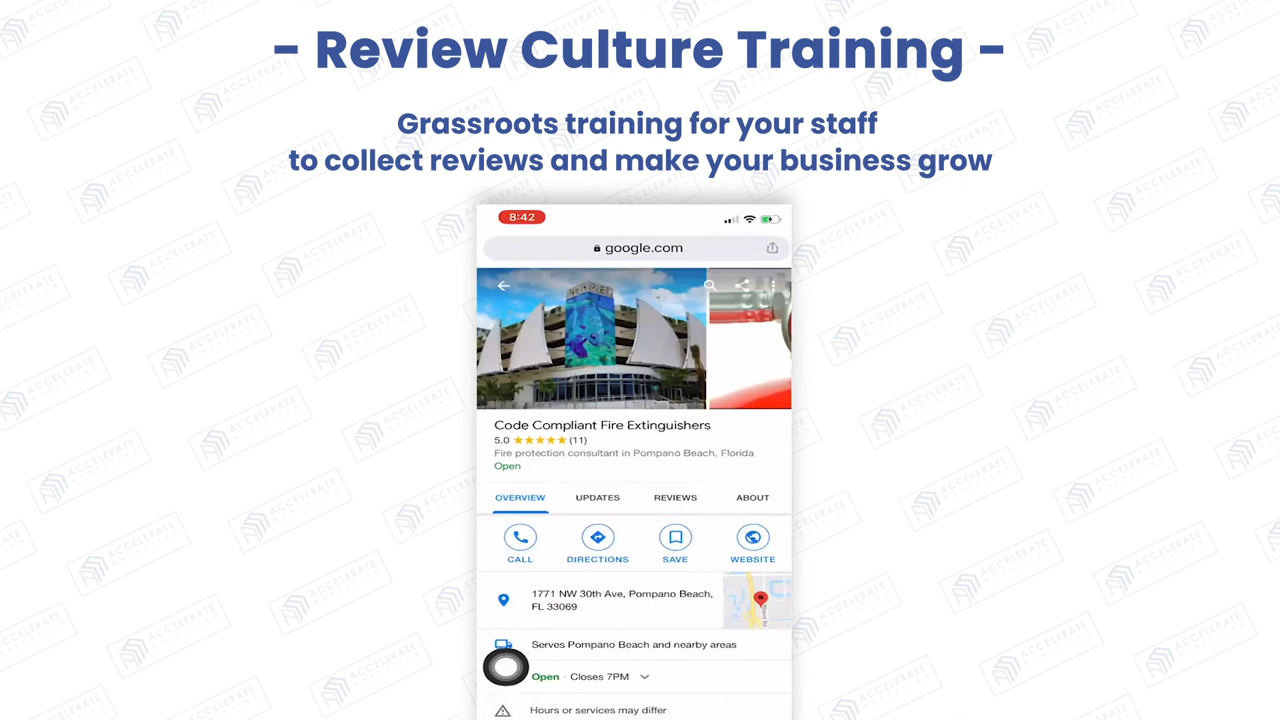 - Review Culture Training -
Grassroots training for your staff
to collect reviews and make your business grow
8:42
google.com
Code Compliant Fire Extinguishers
5.0 ★★★★★ (11)
Fire protection consultant in Pompano Beach, Florida
Open
OVERVIEW UPDATES REVIEWS ABOUT
CALL DIRECTIONS SAVE WEBSITE
1771 NW 30th Ave, Pompano Beach,
FL 33069
Serves Pompano Beach and nearby areas
Open · Closes 7PM
Hours or services may differ
ACCELERATE